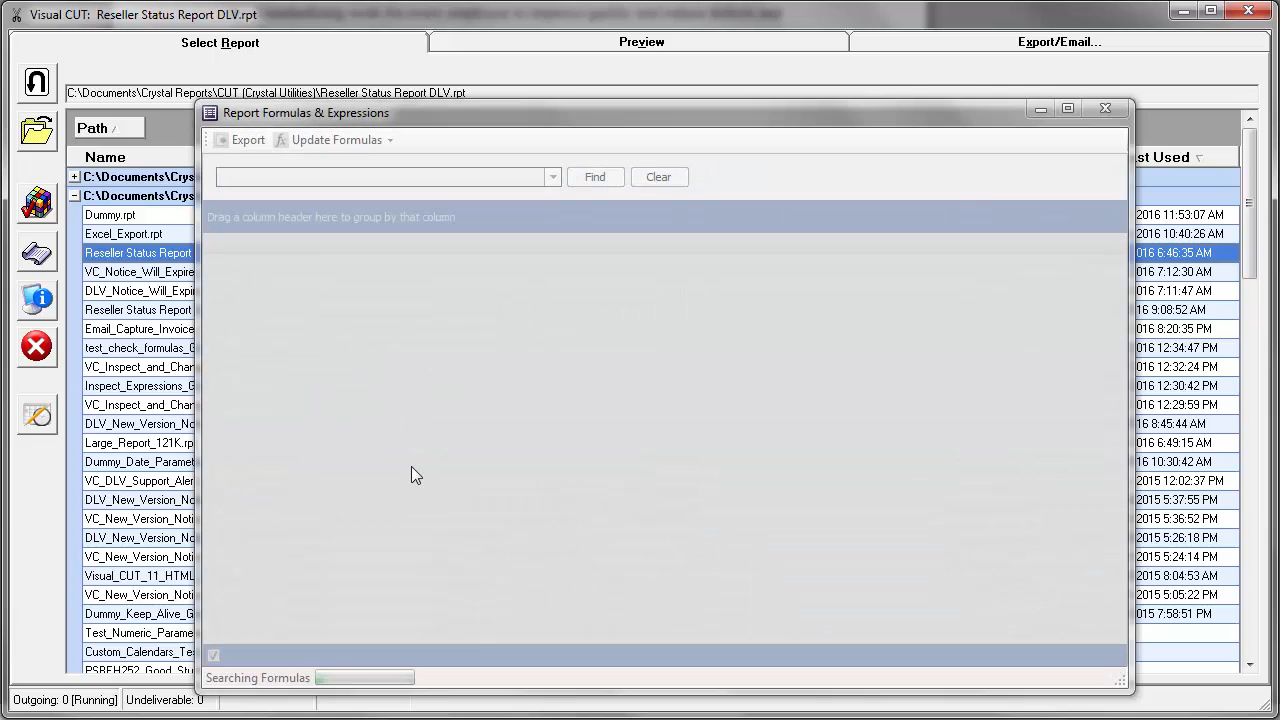 Visual CUT: Reseller Status Report DLV.rpt
Select Report
Preview
Export/Email...
C:\Documents\Crystal Reports\CUT (Crystal Utilities)\Reseller Status Report DLV.rpt
Report Formulas & Expressions
Export
Update Formulas
Find
Clear
Drag a column header here to group by that column
Path
Name
st Used
C:\Documents\Crys
C:\Documents\Crys
Dummy.rpt
2016 11:53:07 AM
Excel_Export.rpt
2016 10:40:26 AM
Reseller Status Report
016 6:46:35 AM
VC_Notice_Will_Expire
016 7:12:30 AM
DLV_Notice_Will_Expi
016 7:11:47 AM
Reseller Status Report
16 9:08:52 AM
Email_Capture_Invoice
016 8:20:35 PM
test_check_formulas_G
016 12:34:47 PM
VC_Inspect_and_Chan
016 12:32:24 PM
Inspect_Expressions_G
016 12:30:42 PM
VC_Inspect_and_Chan
016 12:29:59 PM
DLV_New_Version_No
16 8:45:44 AM
Large_Report_121K.rp
016 6:49:15 AM
Dummy_Date_Paramet
16 10:30:42 AM
VC_DLV_Support_Aler
2015 12:02:37 PM
DLV_New_Version_No
2015 5:37:55 PM
VC_New_Version_Noti
2015 5:36:52 PM
DLV_New_Version_No
2015 5:26:18 PM
VC_New_Version_Noti
2015 5:24:14 PM
Visual_CUT_11_HTML
2015 8:04:53 AM
VC_New_Version_Noti
2015 5:05:22 PM
Dummy_Keep_Alive_G
015 7:58:51 PM
Test_Numeric_Parame
Custom_Calendars_Tes
PSBEH252_Good_Stu
Searching Formulas
Outgoing: 0 [Running]
Undeliverable: 0